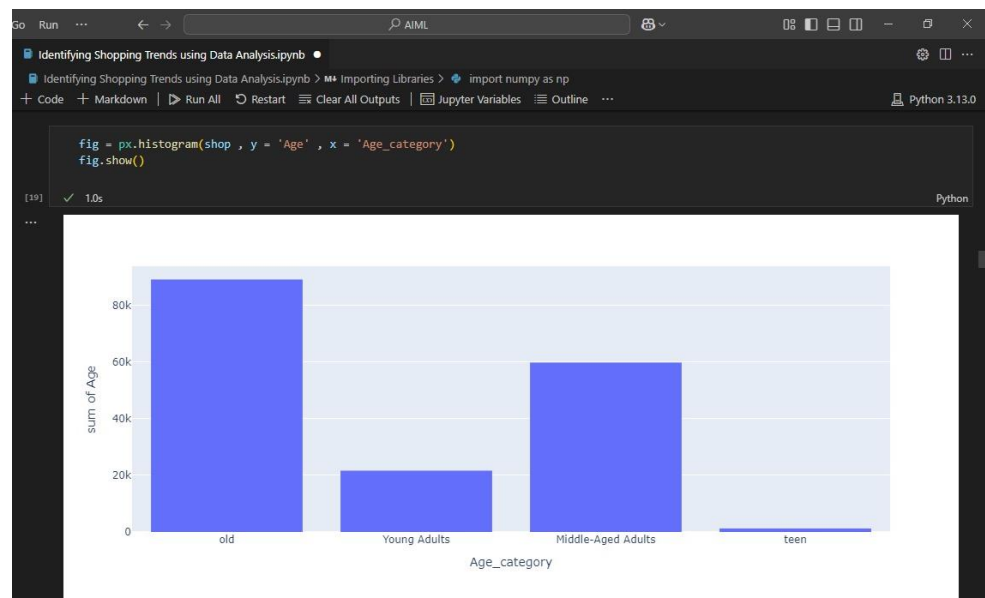 Go Run ··· ← → AIML
Identifying Shopping Trends using Data Analysis.ipynb ●
Identifying Shopping Trends using Data Analysis.ipynb > M↓ Importing Libraries > import numpy as np
+ Code + Markdown | Run All Restart Clear All Outputs | Jupyter Variables Outline ··· Python 3.13.0
fig = px.histogram(shop , y = 'Age' , x = 'Age_category')
fig.show()
[19] ✓ 1.0s Python
...
80k
60k
40k
20k
0
sum of Age
old Young Adults Middle-Aged Adults teen
Age_category